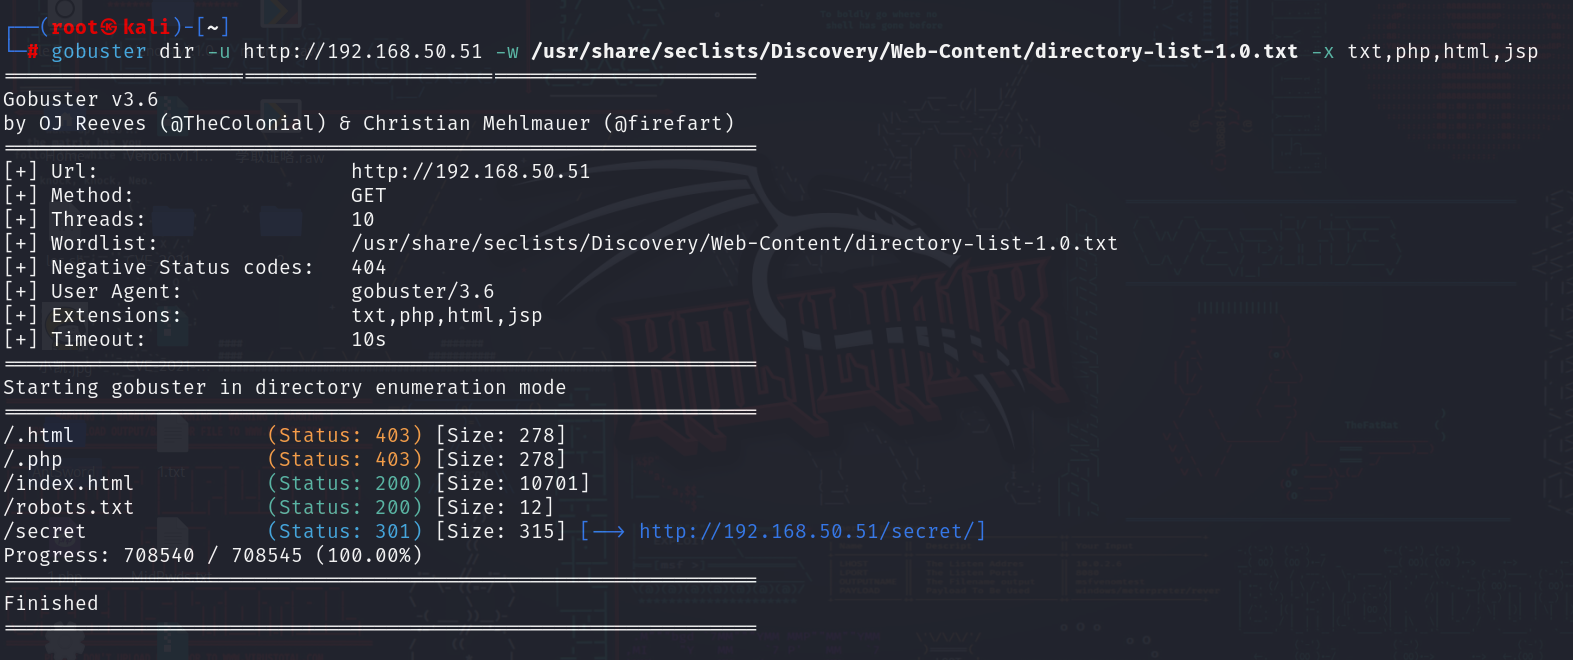 ┌──(root㉿kali)-[~]
└─# gobuster dir -u http://192.168.50.51 -w /usr/share/seclists/Discovery/Web-Content/directory-list-1.0.txt -x txt,php,html,jsp
===============================================================
Gobuster v3.6
by OJ Reeves (@TheColonial) & Christian Mehlmauer (@firefart)
===============================================================
[+] Url:                     http://192.168.50.51
[+] Method:                  GET
[+] Threads:                 10
[+] Wordlist:                /usr/share/seclists/Discovery/Web-Content/directory-list-1.0.txt
[+] Negative Status codes:   404
[+] User Agent:              gobuster/3.6
[+] Extensions:              txt,php,html,jsp
[+] Timeout:                 10s
===============================================================
Starting gobuster in directory enumeration mode
===============================================================
/.html                (Status: 403) [Size: 278]
/.php                 (Status: 403) [Size: 278]
/index.html           (Status: 200) [Size: 10701]
/robots.txt           (Status: 200) [Size: 12]
/secret               (Status: 301) [Size: 315] [--> http://192.168.50.51/secret/]
Progress: 708540 / 708545 (100.00%)
===============================================================
Finished
===============================================================
KALI LINUX